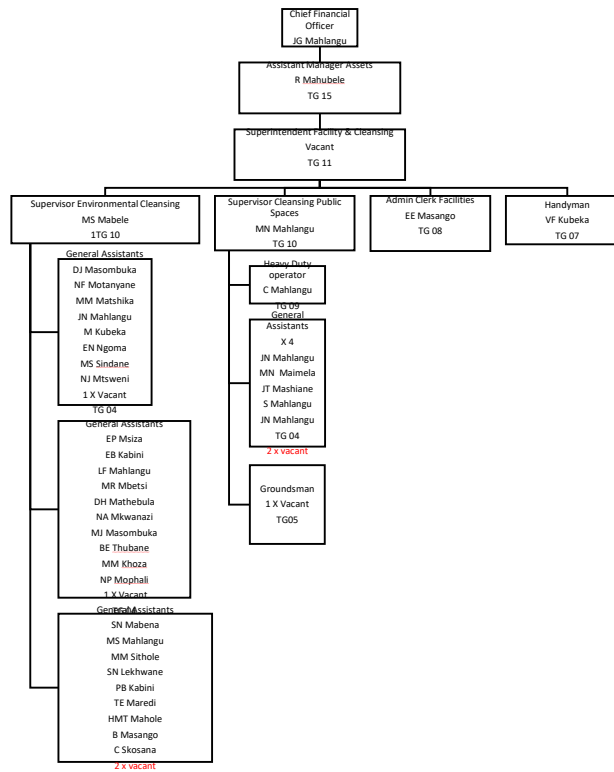 Chief Financial
Officer
JG Mahlangu
Assistant Manager Assets
R Mahubele
TG 15
Superintendent Facility & Cleansing
Vacant
TG 11
Supervisor Environmental Cleansing
MS Mabele
1TG 10
Supervisor Cleansing Public
Spaces
MN Mahlangu
TG 10
Admin Clerk Facilities
EE Masango
TG 08
Handyman
VF Kubeka
TG 07
General Assistants
DJ Masombuka
NF Motanyane
MM Matshika
JN Mahlangu
M Kubeka
EN Ngoma
MS Sindane
NJ Mtsweni
1 X Vacant
TG 04
General Assistants
EP Msiza
EB Kabini
LF Mahlangu
MR Mbetsi
DH Mathebula
NA Mkwanazi
MJ Masombuka
BE Thubane
MM Khoza
NP Mophali
1 X Vacant
General Assistants
SN Mabena
MS Mahlangu
MM Sithole
SN Lekhwane
PB Kabini
TE Maredi
HMT Mahole
B Masango
C Skosana
2 x vacant
Heavy Duty
operator
C Mahlangu
TG 09
General
Assistants
X 4
JN Mahlangu
MN Maimela
JT Mashiane
S Mahlangu
JN Mahlangu
TG 04
2 x vacant
Groundsman
1 X Vacant
TG05